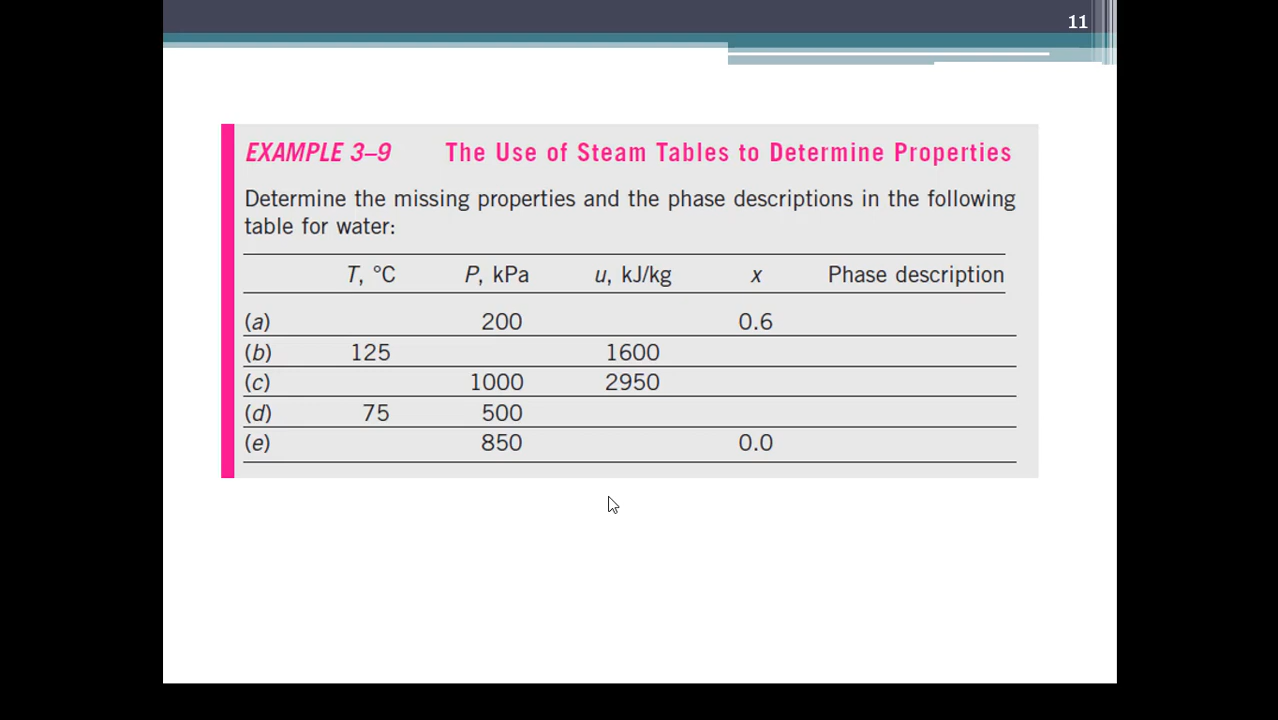 11
EXAMPLE 3–9 The Use of Steam Tables to Determine Properties
Determine the missing properties and the phase descriptions in the following
table for water:
T, °C P, kPa u, kJ/kg x Phase description
(a) 200 0.6
(b) 125 1600
(c) 1000 2950
(d) 75 500
(e) 850 0.0